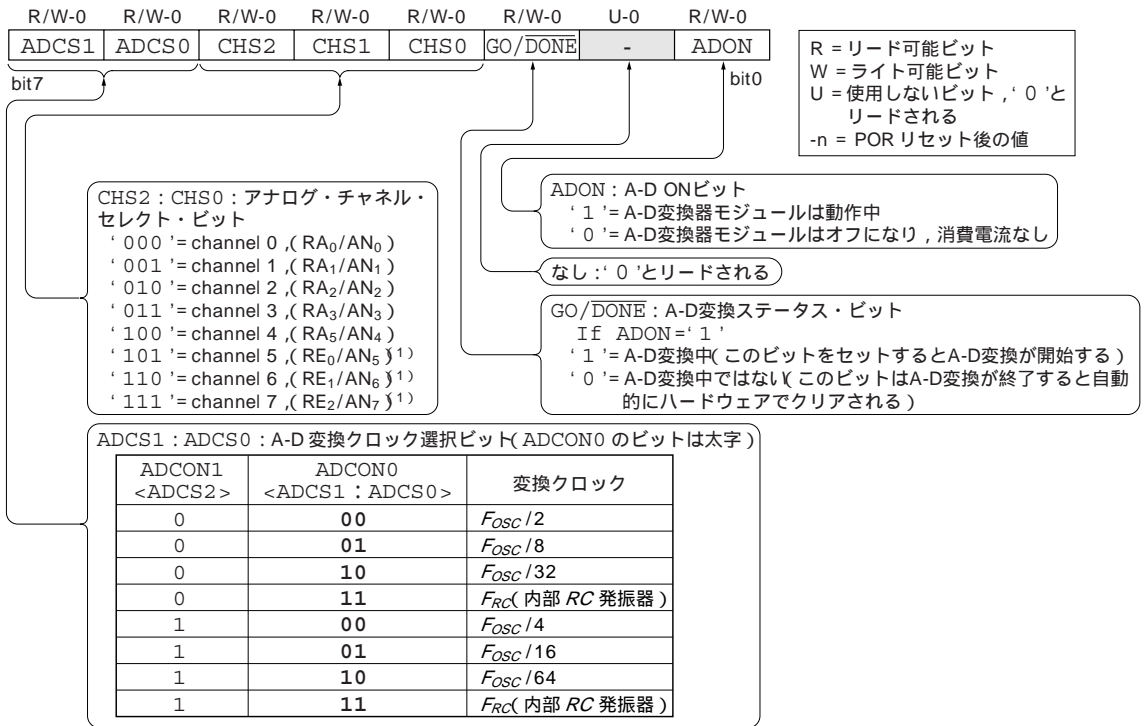 R/W-0 R/W-0 R/W-0 R/W-0 R/W-0 R/W-0 U-0 R/W-0
ADCS1 ADCS0 CHS2 CHS1 CHS0 GO/DONE - ADON
bit7 bit0
R = リード可能ビット
W = ライト可能ビット
U = 使用しないビット,‘0’と
リードされる
-n = POR リセット後の値
CHS2:CHS0:アナログ・チャネル・
セレクト・ビット
‘000’= channel 0 ,(RA0/AN0)
‘001’= channel 1 ,(RA1/AN1)
‘010’= channel 2 ,(RA2/AN2)
‘011’= channel 3 ,(RA3/AN3)
‘100’= channel 4 ,(RA5/AN4)
‘101’= channel 5 ,(RE0/AN5)(1)
‘110’= channel 6 ,(RE1/AN6)(1)
‘111’= channel 7 ,(RE2/AN7)(1)
ADON:A-D ONビット
‘1’= A-D変換器モジュールは動作中
‘0’= A-D変換器モジュールはオフになり,消費電流なし
なし:‘0’とリードされる
GO/DONE:A-D変換ステータス・ビット
If ADON=‘1’
‘1’= A-D変換中(このビットをセットするとA-D変換が開始する)
‘0’= A-D変換中ではない(このビットはA-D変換が終了すると自動
的にハードウェアでクリアされる)
ADCS1:ADCS0:A-D変換クロック選択ビット(ADCON0のビットは太字)
ADCON1 ADCON0 変換クロック
<ADCS2> <ADCS1:ADCS0>
0 00 FOSC/2
0 01 FOSC/8
0 10 FOSC/32
0 11 FRC(内部 RC 発振器)
1 00 FOSC/4
1 01 FOSC/16
1 10 FOSC/64
1 11 FRC(内部 RC 発振器)